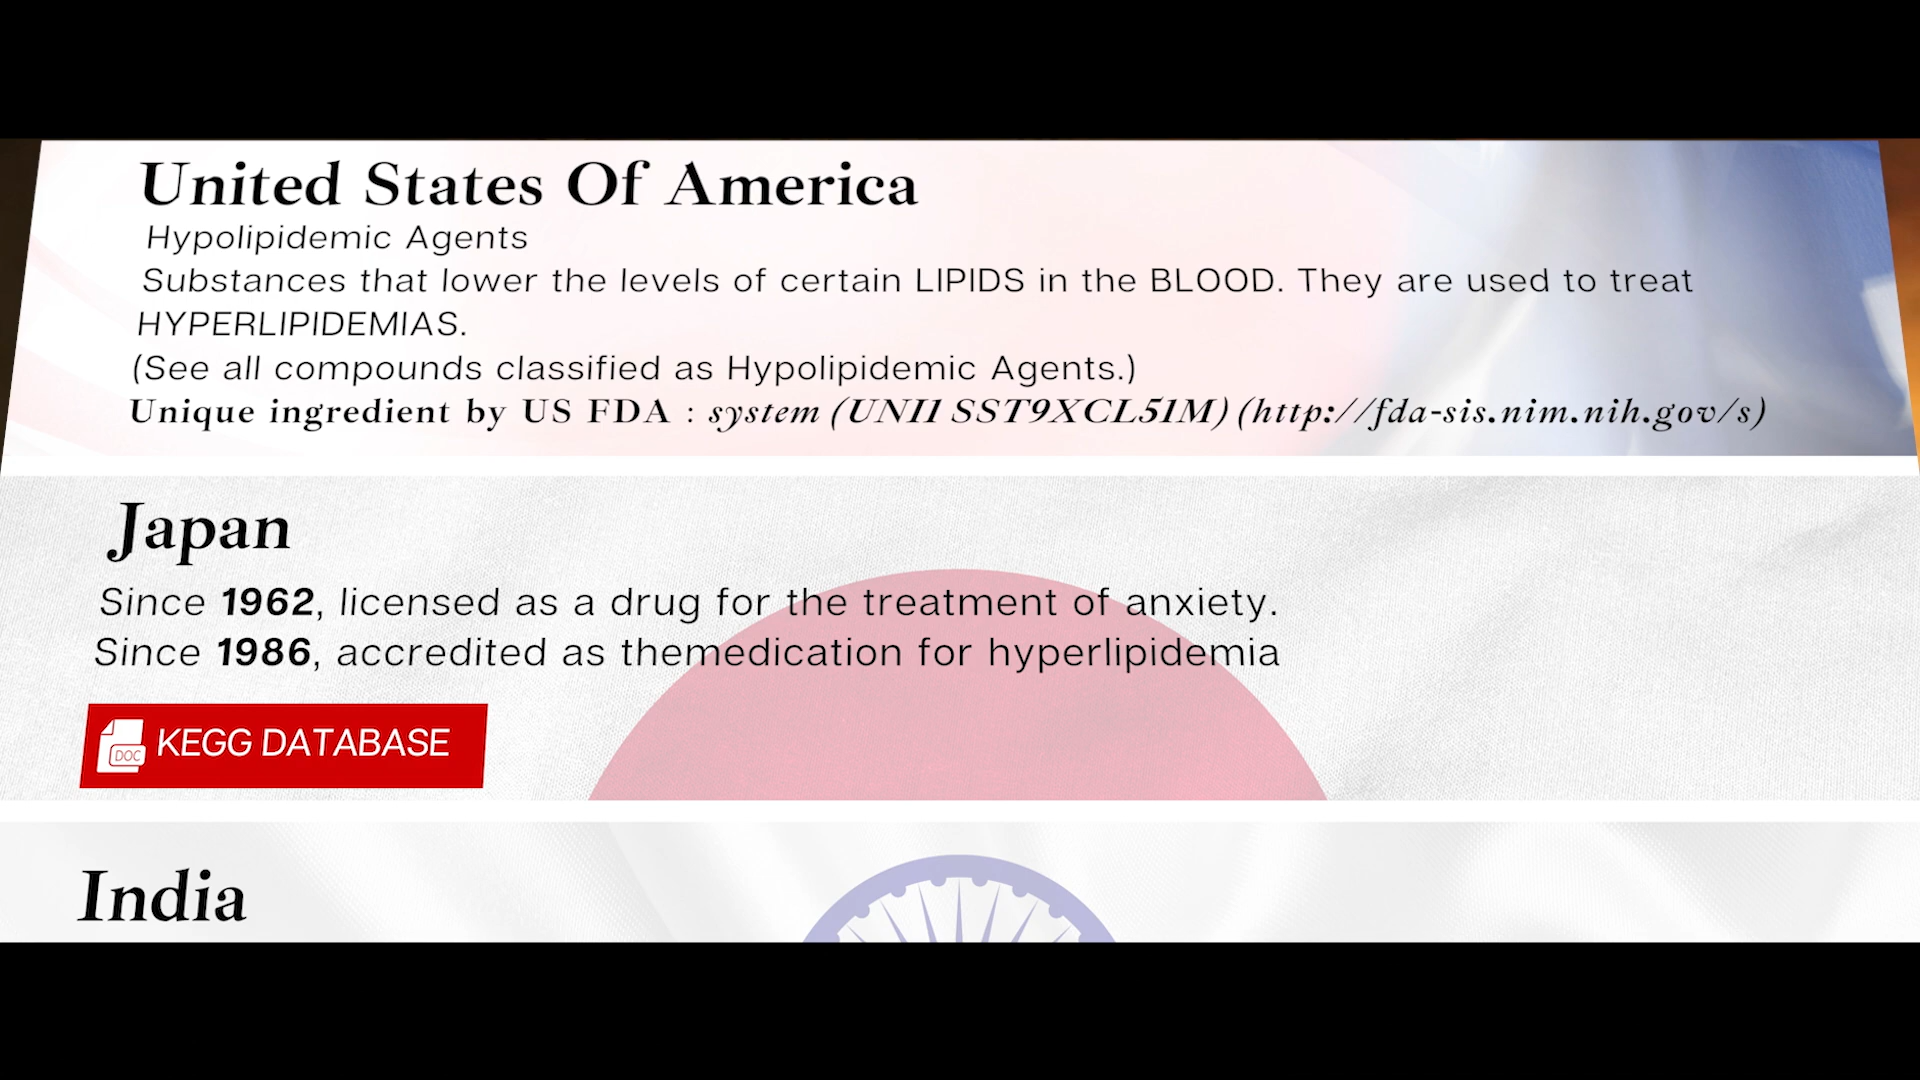 United States Of America
Hypolipidemic Agents
Substances that lower the levels of certain LIPIDS in the BLOOD. They are used to treat
HYPERLIPIDEMIAS.
(See all compounds classified as Hypolipidemic Agents.)
Unique ingredient by US FDA : system (UNI1 SST9XCL51M) (http://fda-sis.nim.nih.gov/s)
Japan
Since 1962, licensed as a drug for the treatment of anxiety.
Since 1986, accredited as themedication for hyperlipidemia
DOC KEGG DATABASE
India